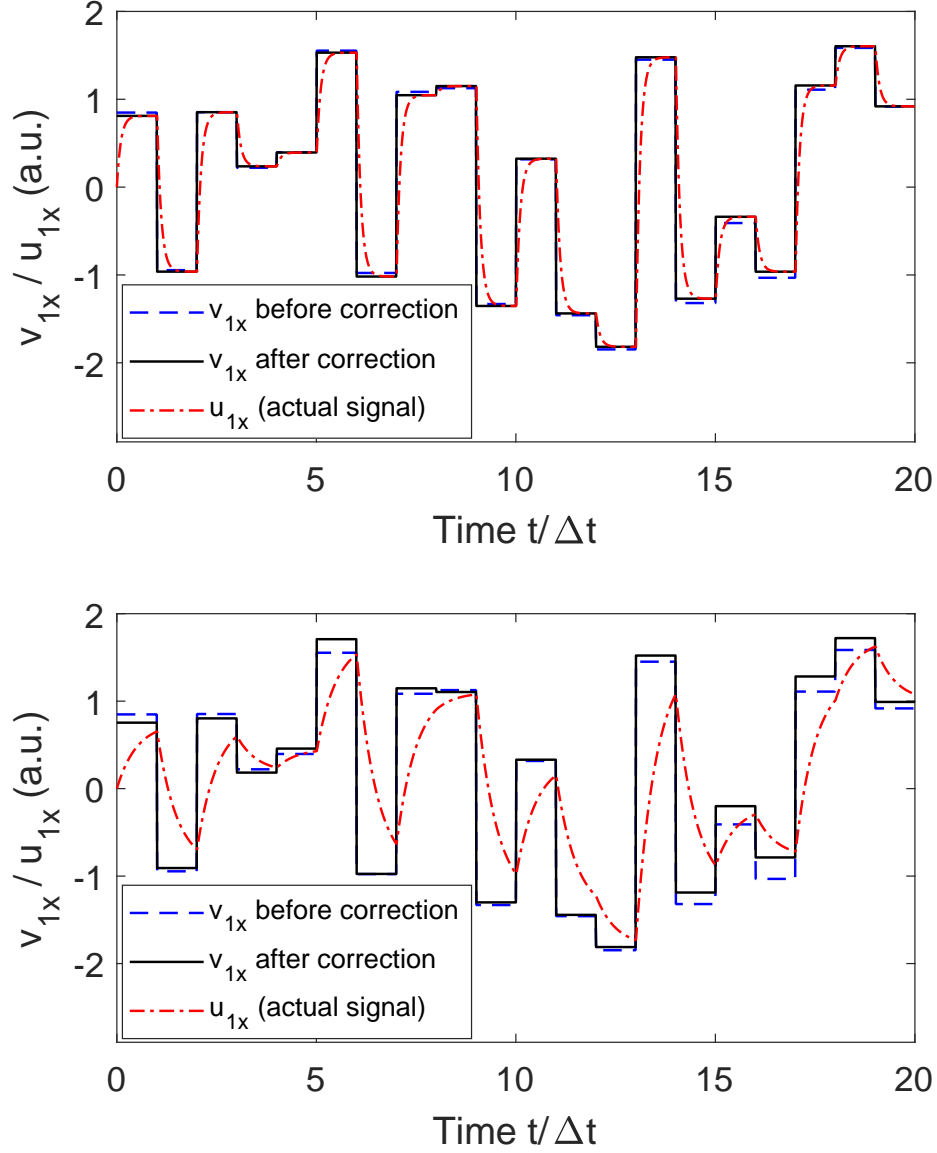 2
1
0
-1
-2
v1x / u1x (a.u.)
v1x before correction
v1x after correction
u1x (actual signal)
0 5 10 15 20
Time t/Δt
2
1
0
-1
-2
v1x / u1x (a.u.)
v1x before correction
v1x after correction
u1x (actual signal)
0 5 10 15 20
Time t/Δt